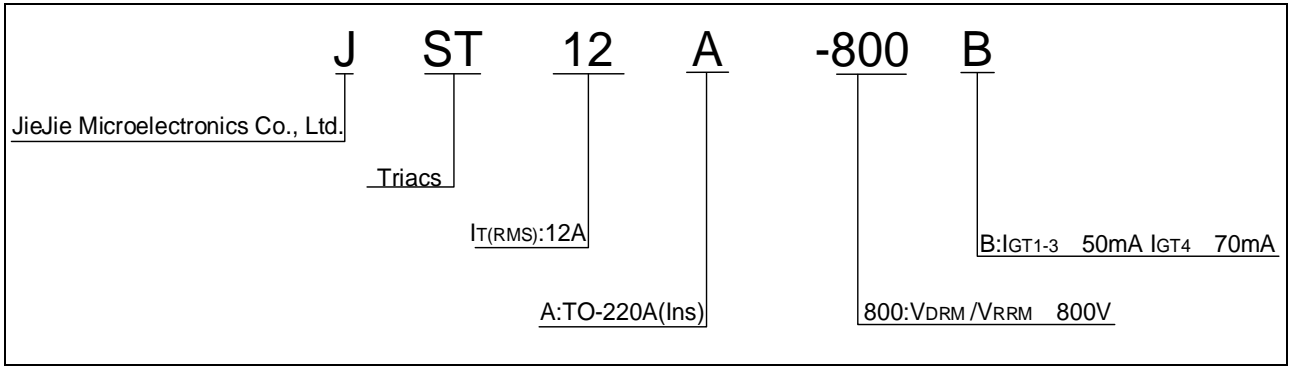 J ST 12 A -800 B
JieJie Microelectronics Co., Ltd.
Triacs
IT(RMS):12A
B:IGT1-3 50mA IGT4 70mA
A:TO-220A(Ins)
800:VDRM /VRRM 800V